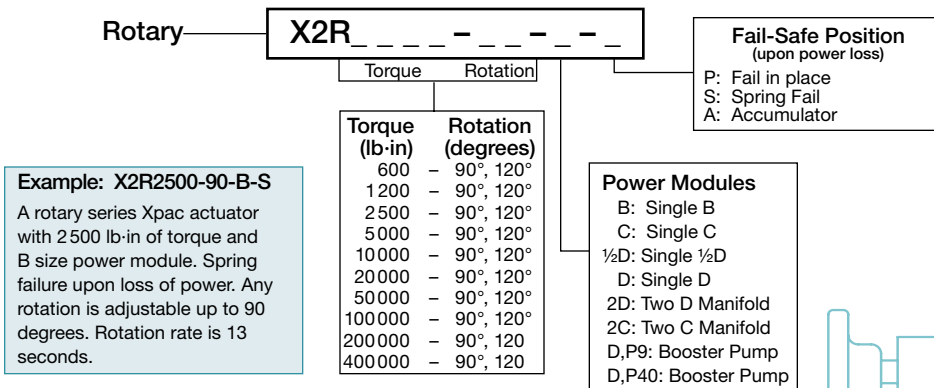 Rotary
X2R_ _ _ _ – _ _ – _ – _
Torque Rotation
Fail-Safe Position
(upon power loss)
P: Fail in place
S: Spring Fail
A: Accumulator
Torque Rotation
(lb·in) (degrees)
600 – 90°, 120°
1200 – 90°, 120°
2500 – 90°, 120°
5000 – 90°, 120°
10000 – 90°, 120°
20000 – 90°, 120°
50000 – 90°, 120°
100000 – 90°, 120°
200000 – 90°, 120
400000 – 90°, 120
Example: X2R2500-90-B-S
A rotary series Xpac actuator
with 2500 lb·in of torque and
B size power module. Spring
failure upon loss of power. Any
rotation is adjustable up to 90
degrees. Rotation rate is 13
seconds.
Power Modules
B: Single B
C: Single C
½D: Single ½D
D: Single D
2D: Two D Manifold
2C: Two C Manifold
D,P9: Booster Pump
D,P40: Booster Pump